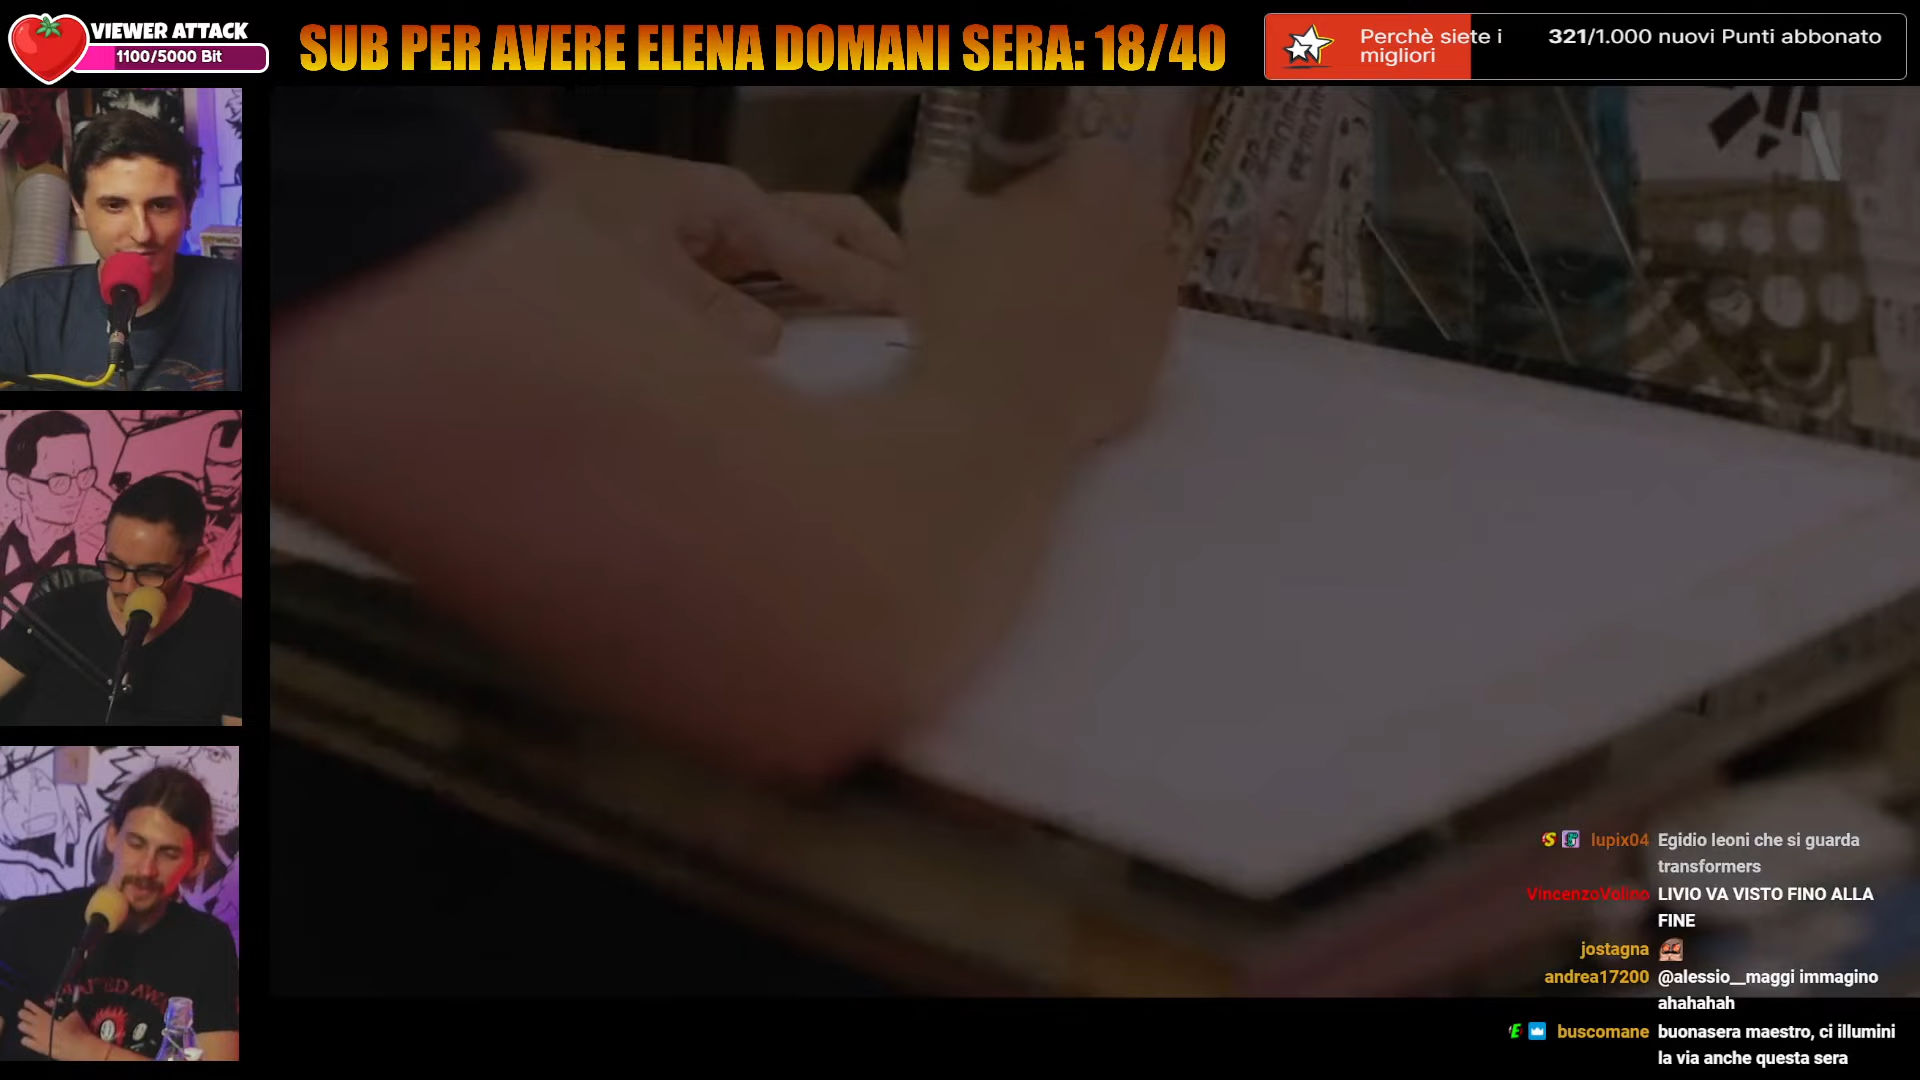 VIEWER ATTACK
1100/5000 Bit
SUB PER AVERE ELENA DOMANI SERA: 18/40
Perchè siete i
migliori
321/1.000 nuovi Punti abbonato
lupix04 Egidio leoni che si guarda
transformers
VincenzoVolino LIVIO VA VISTO FINO ALLA
FINE
jostagna
andrea17200 @alessio__maggi immagino
ahahahah
buscomane buonasera maestro, ci illumini
la via anche questa sera